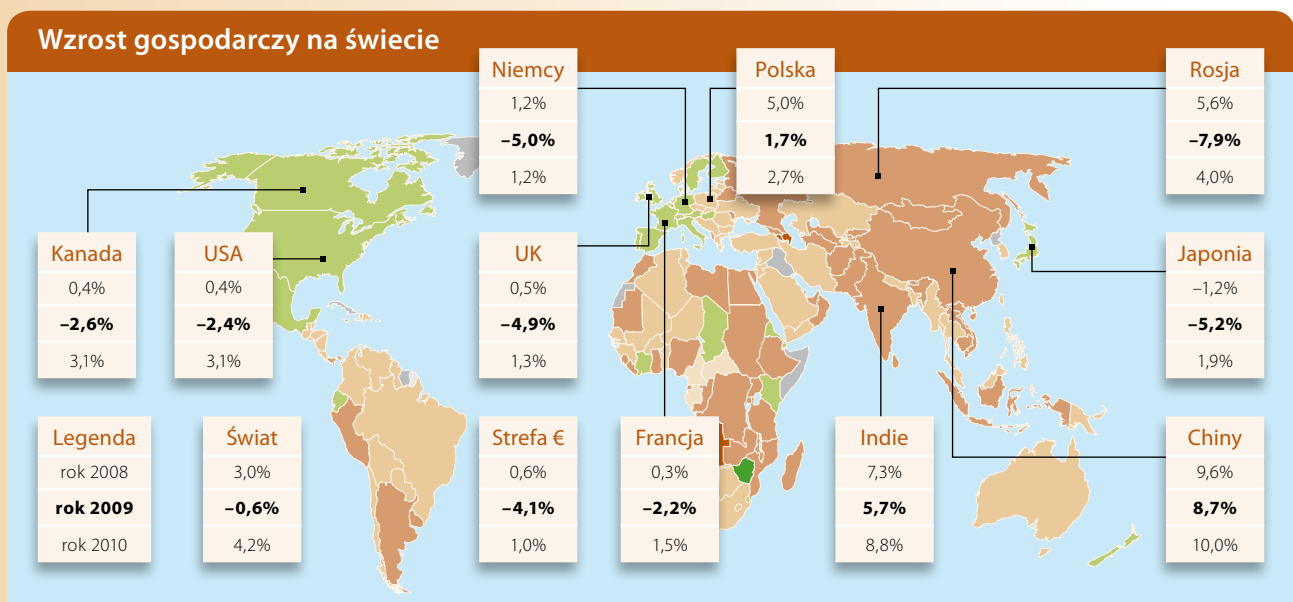 Wzrost gospodarczy na świecie
Niemcy
1,2%
–5,0%
1,2%
Polska
5,0%
1,7%
2,7%
Rosja
5,6%
–7,9%
4,0%
Kanada
0,4%
–2,6%
3,1%
USA
0,4%
–2,4%
3,1%
UK
0,5%
–4,9%
1,3%
Japonia
–1,2%
–5,2%
1,9%
Legenda
rok 2008
rok 2009
rok 2010
Świat
3,0%
–0,6%
4,2%
Strefa €
0,6%
–4,1%
1,0%
Francja
0,3%
–2,2%
1,5%
Indie
7,3%
5,7%
8,8%
Chiny
9,6%
8,7%
10,0%